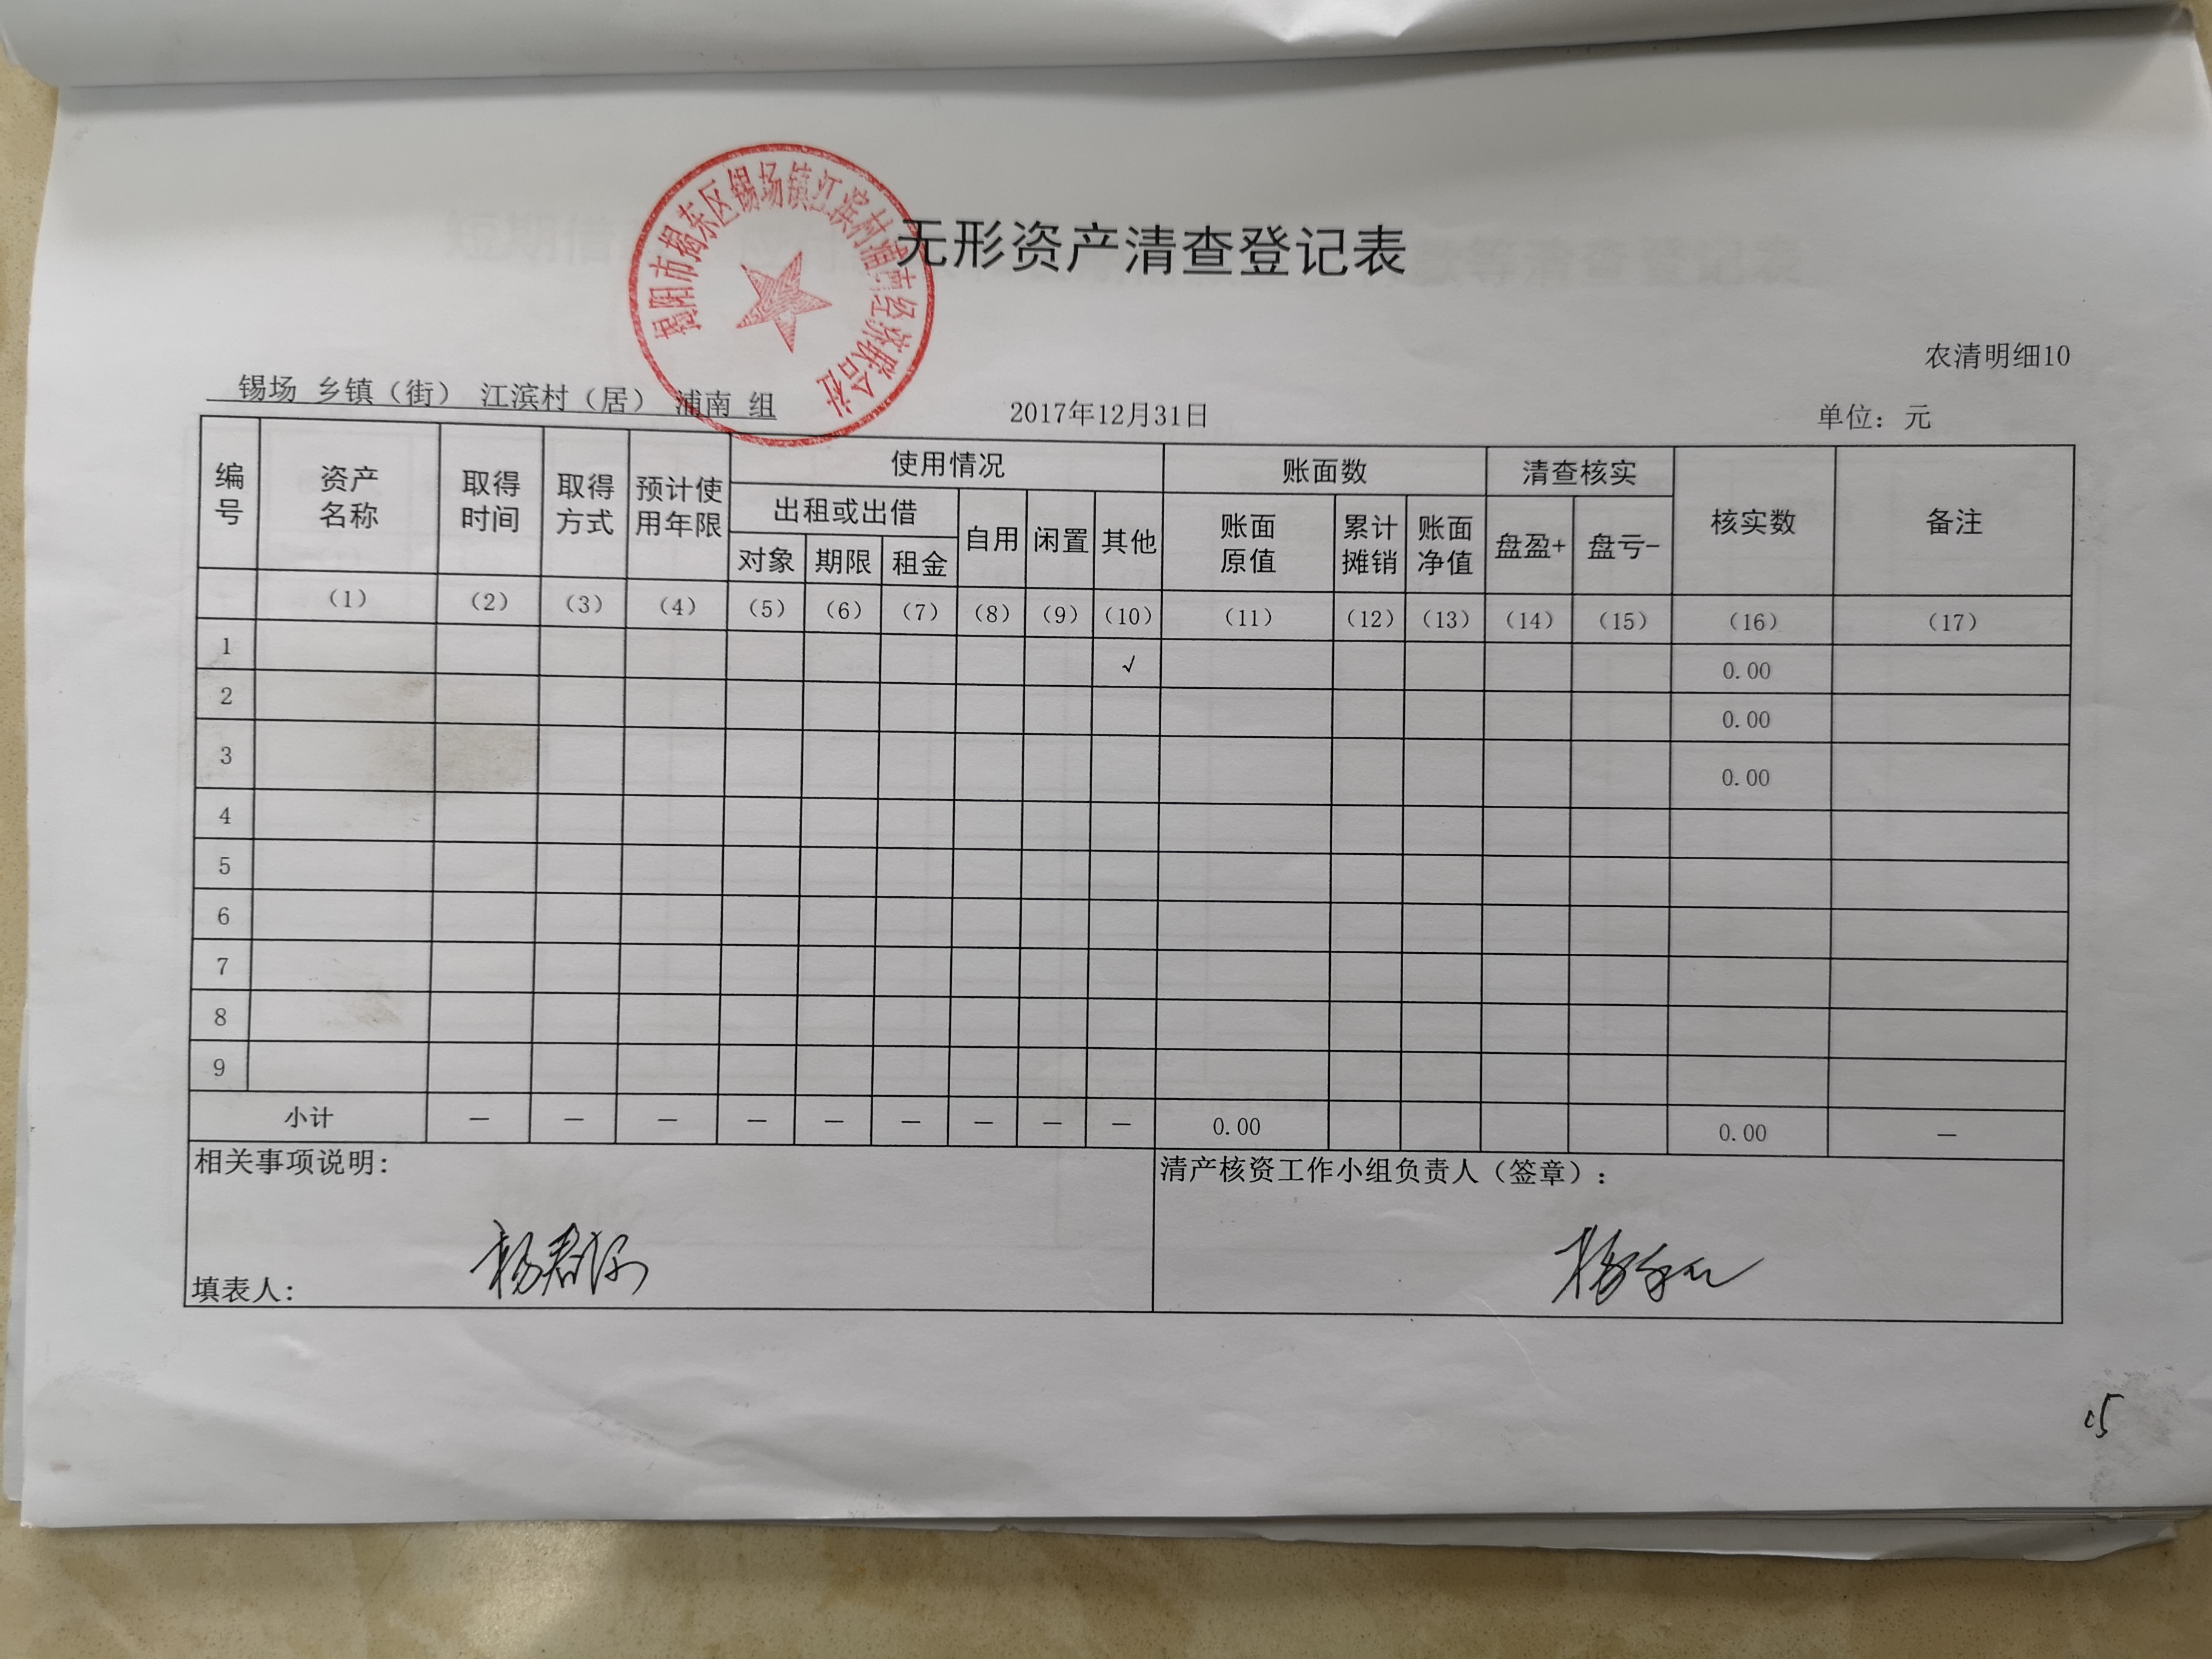 揭阳市揭东区锡场镇江滨村浦南经济联合社
无形资产清查登记表
农清明细10
锡场 乡镇（街） 江滨村（居） 浦南 组
2017年12月31日
单位：元
编号 资产名称 取得时间 取得方式 预计使用年限 使用情况 账面数 清查核实 核实数 备注
出租或出借 自用 闲置 其他 账面原值 累计摊销 账面净值 盘盈+ 盘亏-
对象 期限 租金
（1） （2） （3） （4） （5） （6） （7） （8） （9） （10） （11） （12） （13） （14） （15） （16） （17）
1 √ 0.00
2 0.00
3 0.00
4
5
6
7
8
9
小计 — — — — — — — — — 0.00 0.00 —
相关事项说明：
清产核资工作小组负责人（签章）：
填表人：
15